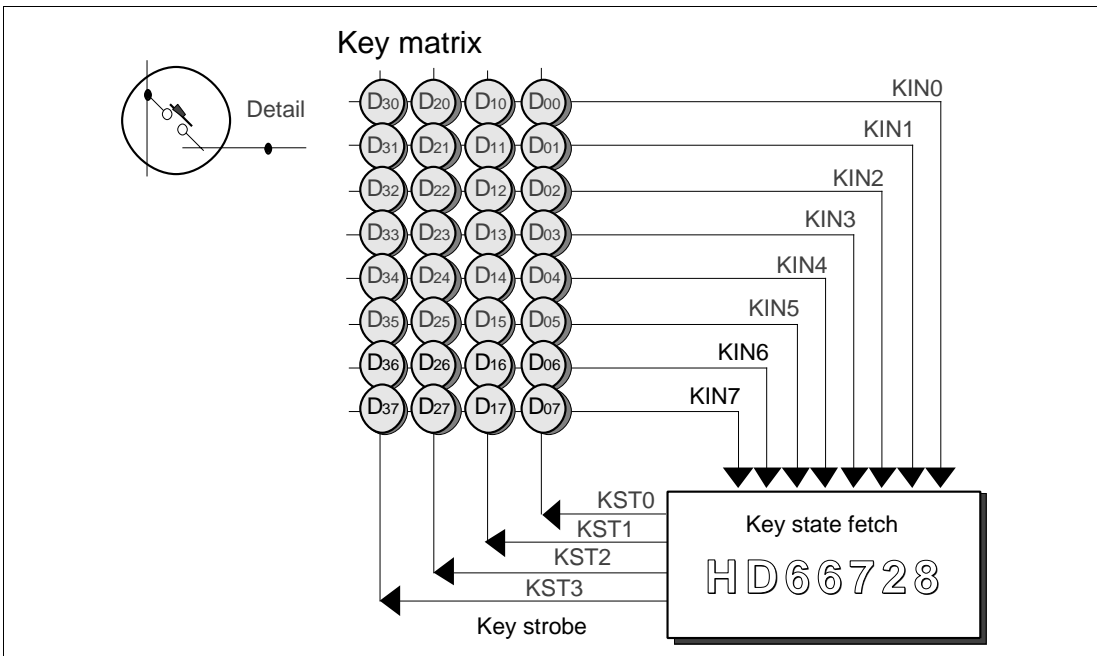 Key matrix
Detail
D30 D20 D10 D00 KIN0
D31 D21 D11 D01 KIN1
D32 D22 D12 D02 KIN2
D33 D23 D13 D03 KIN3
D34 D24 D14 D04 KIN4
D35 D25 D15 D05 KIN5
D36 D26 D16 D06 KIN6
D37 D27 D17 D07 KIN7
KST0
KST1
KST2
KST3
Key strobe
Key state fetch
HD66728